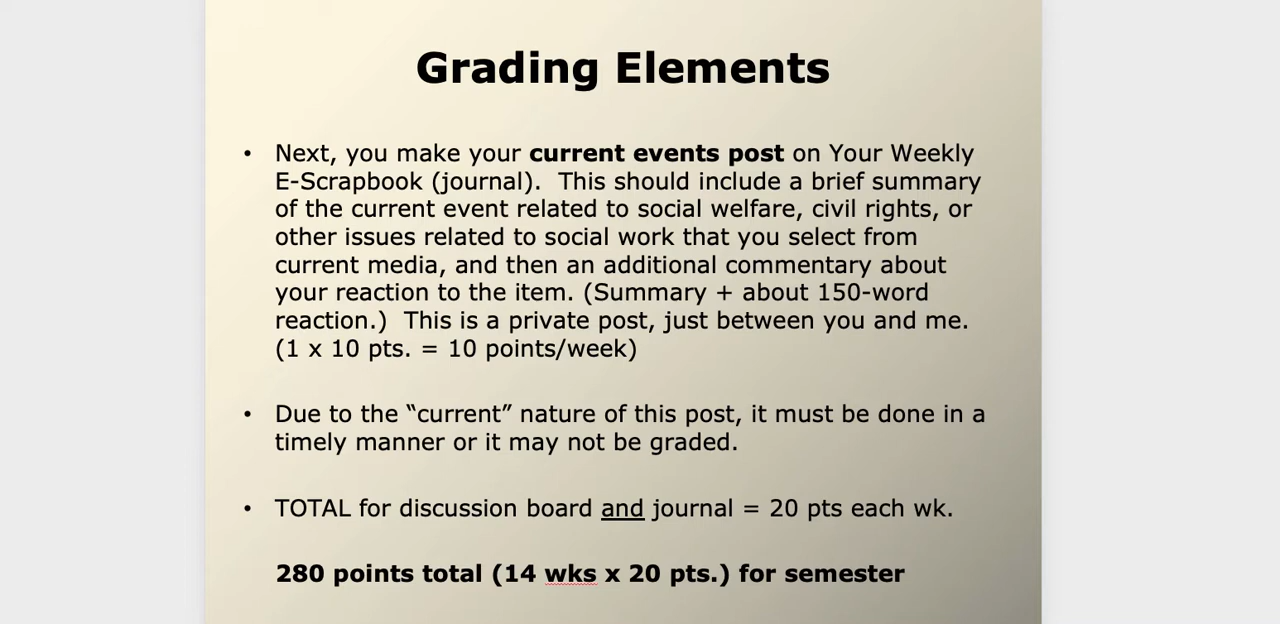 Grading Elements
• Next, you make your current events post on Your Weekly
E-Scrapbook (journal).  This should include a brief summary
of the current event related to social welfare, civil rights, or
other issues related to social work that you select from
current media, and then an additional commentary about
your reaction to the item. (Summary + about 150-word
reaction.)  This is a private post, just between you and me.
(1 x 10 pts. = 10 points/week)
• Due to the “current” nature of this post, it must be done in a
timely manner or it may not be graded.
• TOTAL for discussion board and journal = 20 pts each wk.
280 points total (14 wks x 20 pts.) for semester